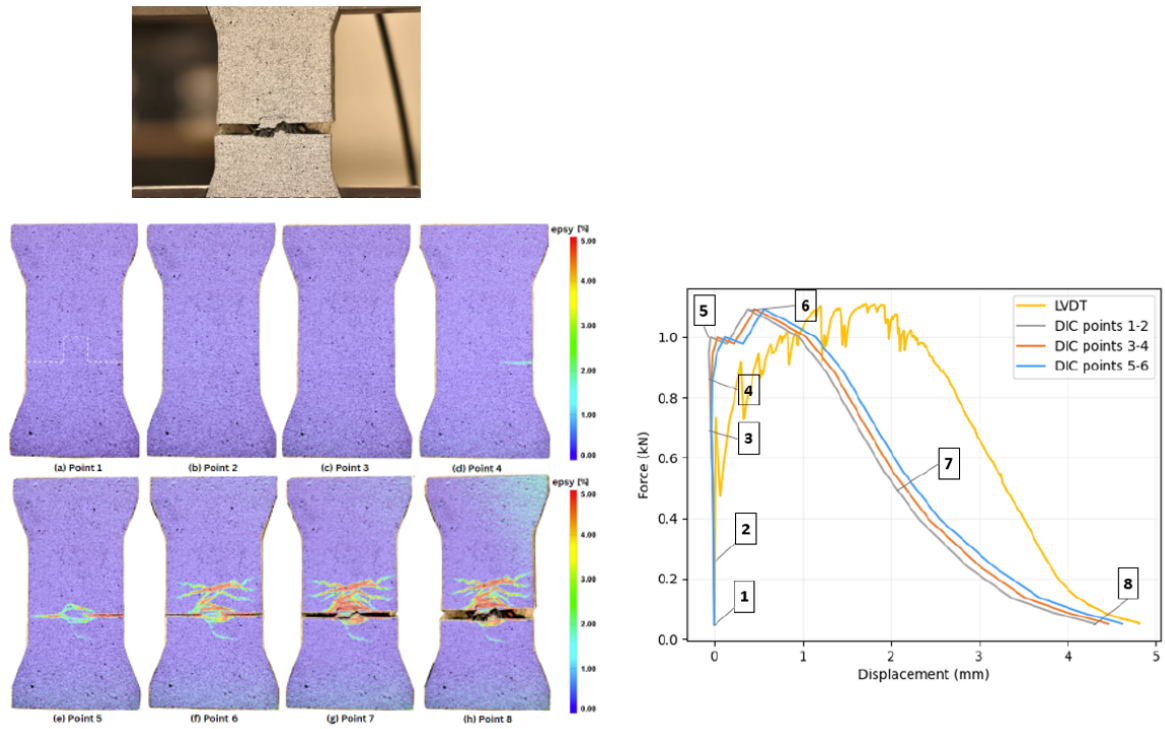 epsy [%]
5.00
4.00
3.00
2.00
1.00
0.00
(a) Point 1
(b) Point 2
(c) Point 3
(d) Point 4
epsy [%]
5.00
4.00
3.00
2.00
1.00
0.00
(e) Point 5
(f) Point 6
(g) Point 7
(h) Point 8
Force (kN)
1.0
0.8
0.6
0.4
0.2
0.0
5
6
4
3
7
2
1
8
LVDT
DIC points 1-2
DIC points 3-4
DIC points 5-6
0
1
2
3
4
5
Displacement (mm)